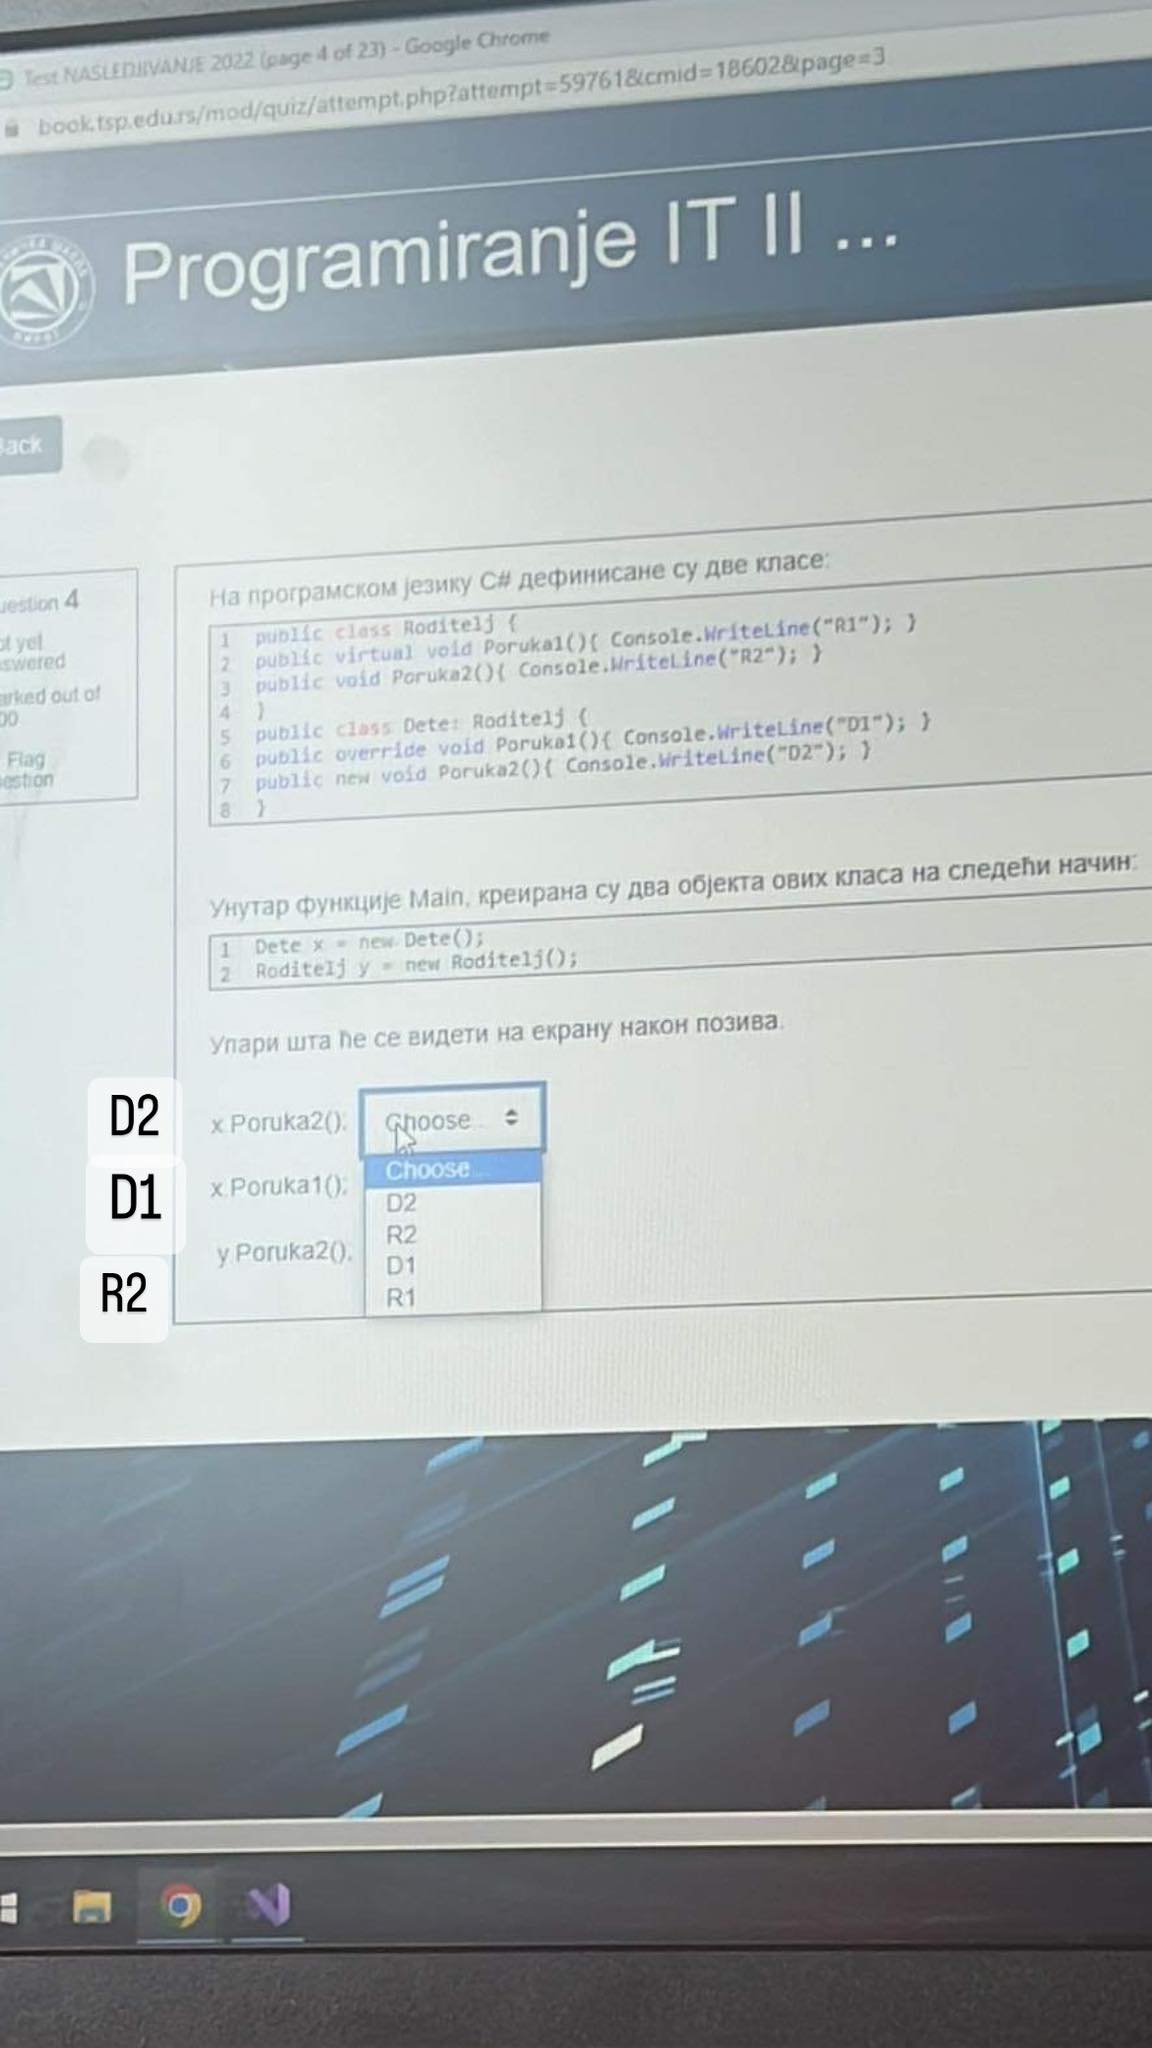 Test NASLEDJIVANJE 2022 (page 4 of 23) - Google Chrome
book.tsp.edu.rs/mod/quiz/attempt.php?attempt=59761&cmid=18602&page=3
Programiranje IT II ...
Back
На програмском језику C# дефинисане су две класе:
uestion 4
ot yet
nswered
arked out of
00
Flag
estion
1 public class Roditelj {
2 public virtual void Poruka1(){ Console.WriteLine("R1"); }
3 public void Poruka2(){ Console.WriteLine("R2"); }
4 }
5 public class Dete: Roditelj {
6 public override void Poruka1(){ Console.WriteLine("D1"); }
7 public new void Poruka2(){ Console.WriteLine("D2"); }
8 }
Унутар функције Main, креирана су два објекта ових класа на следећи начин:
1 Dete x = new Dete();
2 Roditelj y = new Roditelj();
Упари шта ће се видети на екрану након позива.
D2 x.Poruka2(); Choose...
Choose...
D1 x.Poruka1();
D2
R2
R2 y.Poruka2();
D1
R1